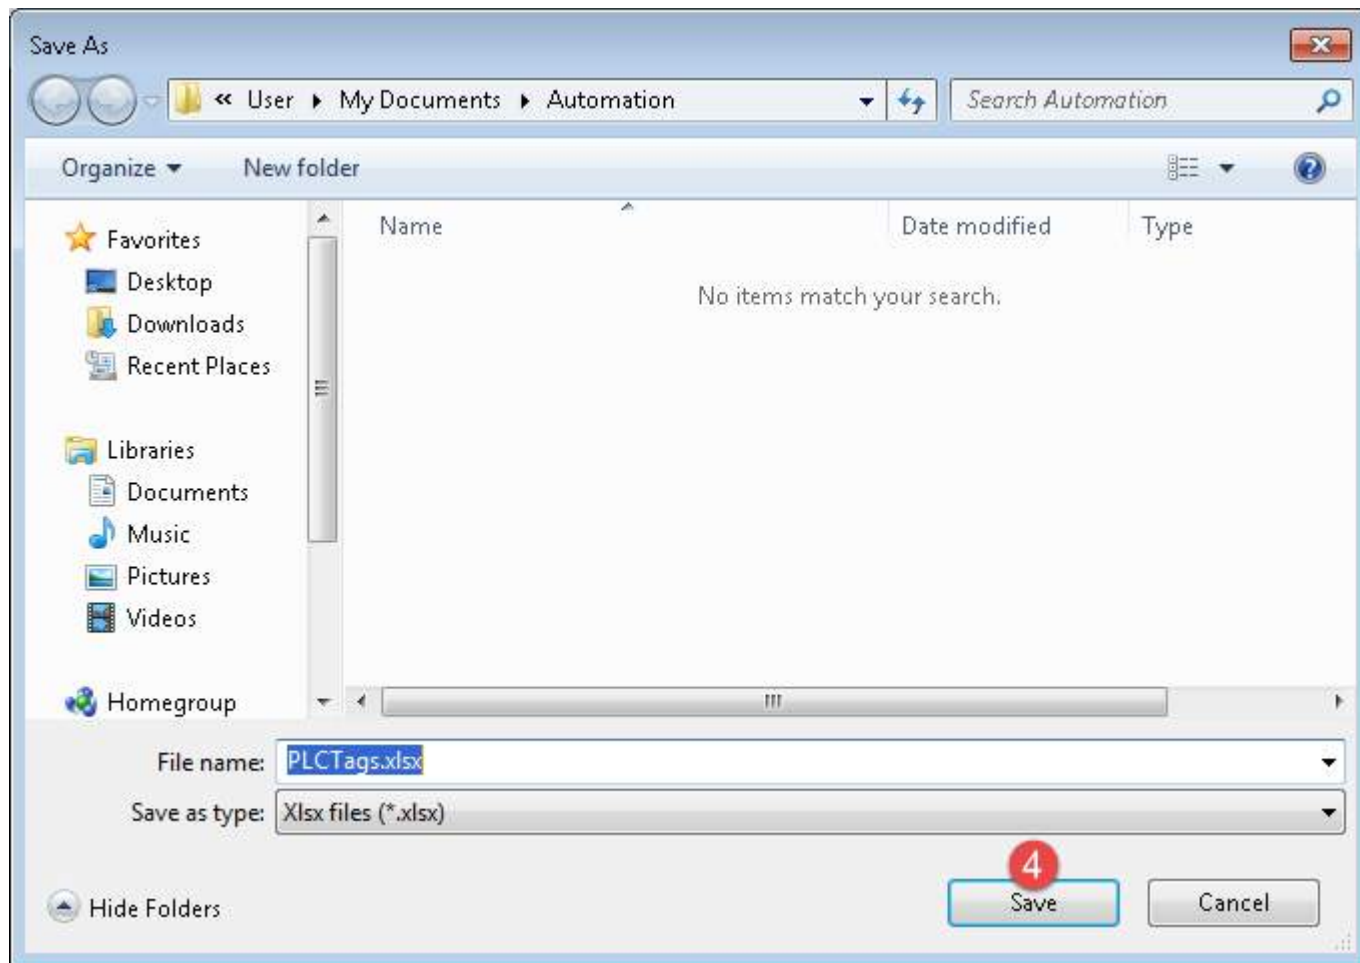 Save As
« User ▸ My Documents ▸ Automation
Search Automation
Organize New folder
Name Date modified Type
No items match your search.
Favorites
Desktop
Downloads
Recent Places
Libraries
Documents
Music
Pictures
Videos
Homegroup
File name: PLCTags.xlsx
Save as type: Xlsx files (*.xlsx)
4
Hide Folders Save Cancel